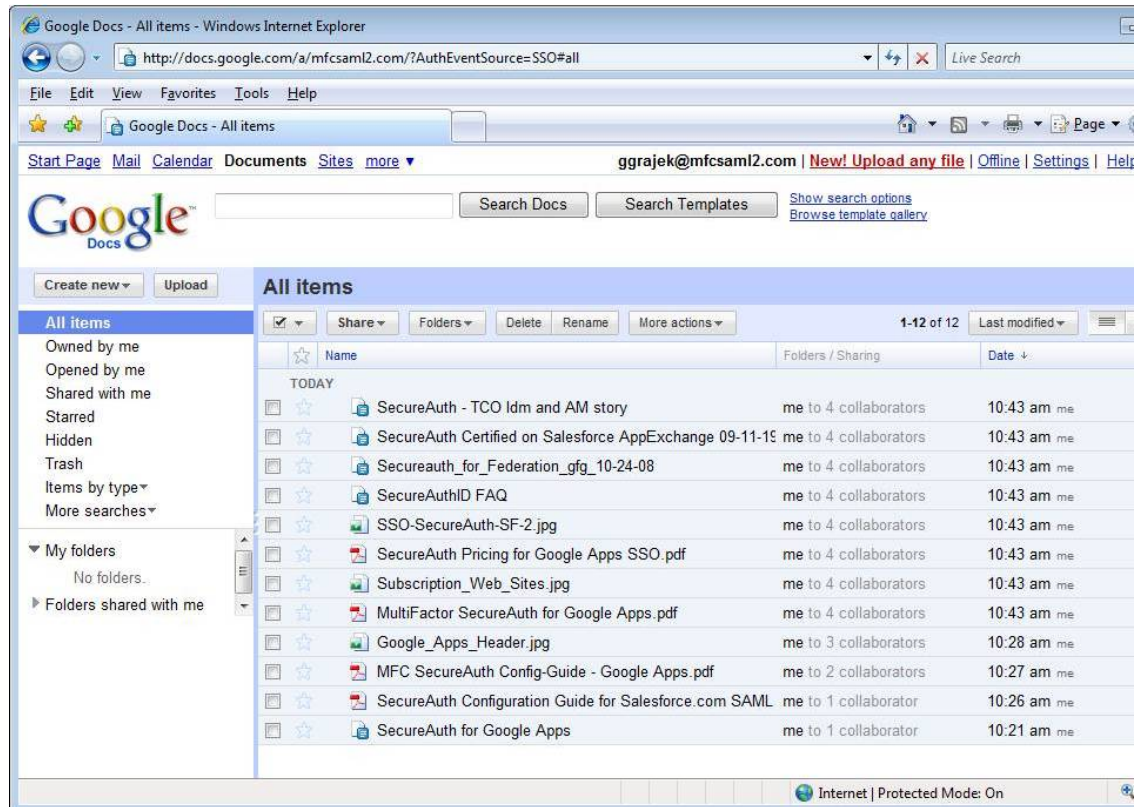 Google Docs - All items - Windows Internet Explorer
http://docs.google.com/a/mfcsaml2.com/?AuthEventSource=SSO#all
Live Search
File Edit View Favorites Tools Help
Google Docs - All items
Page
Start Page Mail Calendar Documents Sites more ▼ ggrajek@mfcsaml2.com | New! Upload any file | Offline | Settings | Help
Google™
Docs
Search Docs Search Templates
Show search options
Browse template gallery
Create new Upload
All items
All items
Owned by me
Opened by me
Shared with me
Starred
Hidden
Trash
Items by type
More searches
My folders
No folders.
Folders shared with me
Share Folders Delete Rename More actions 1-12 of 12 Last modified
Name Folders / Sharing Date ↓
TODAY
SecureAuth - TCO Idm and AM story me to 4 collaborators 10:43 am me
SecureAuth Certified on Salesforce AppExchange 09-11-19 me to 4 collaborators 10:43 am me
Secureauth_for_Federation_gfg_10-24-08 me to 4 collaborators 10:43 am me
SecureAuthID FAQ me to 4 collaborators 10:43 am me
SSO-SecureAuth-SF-2.jpg me to 4 collaborators 10:43 am me
SecureAuth Pricing for Google Apps SSO.pdf me to 4 collaborators 10:43 am me
Subscription_Web_Sites.jpg me to 4 collaborators 10:43 am me
MultiFactor SecureAuth for Google Apps.pdf me to 4 collaborators 10:43 am me
Google_Apps_Header.jpg me to 3 collaborators 10:28 am me
MFC SecureAuth Config-Guide - Google Apps.pdf me to 2 collaborators 10:27 am me
SecureAuth Configuration Guide for Salesforce.com SAML me to 1 collaborator 10:26 am me
SecureAuth for Google Apps me to 1 collaborator 10:21 am me
Internet | Protected Mode: On